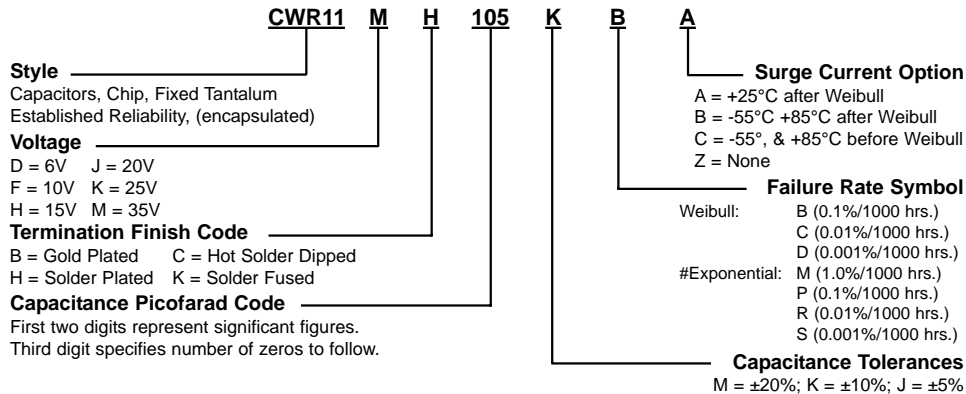 CWR11 M H 105 K B A
Style
Capacitors, Chip, Fixed Tantalum
Established Reliability, (encapsulated)
Voltage
D = 6V J = 20V
F = 10V K = 25V
H = 15V M = 35V
Termination Finish Code
B = Gold Plated C = Hot Solder Dipped
H = Solder Plated K = Solder Fused
Capacitance Picofarad Code
First two digits represent significant figures.
Third digit specifies number of zeros to follow.
Surge Current Option
A = +25°C after Weibull
B = -55°C +85°C after Weibull
C = -55°, & +85°C before Weibull
Z = None
Failure Rate Symbol
Weibull: B (0.1%/1000 hrs.)
C (0.01%/1000 hrs.)
D (0.001%/1000 hrs.)
#Exponential: M (1.0%/1000 hrs.)
P (0.1%/1000 hrs.)
R (0.01%/1000 hrs.)
S (0.001%/1000 hrs.)
Capacitance Tolerances
M = ±20%; K = ±10%; J = ±5%